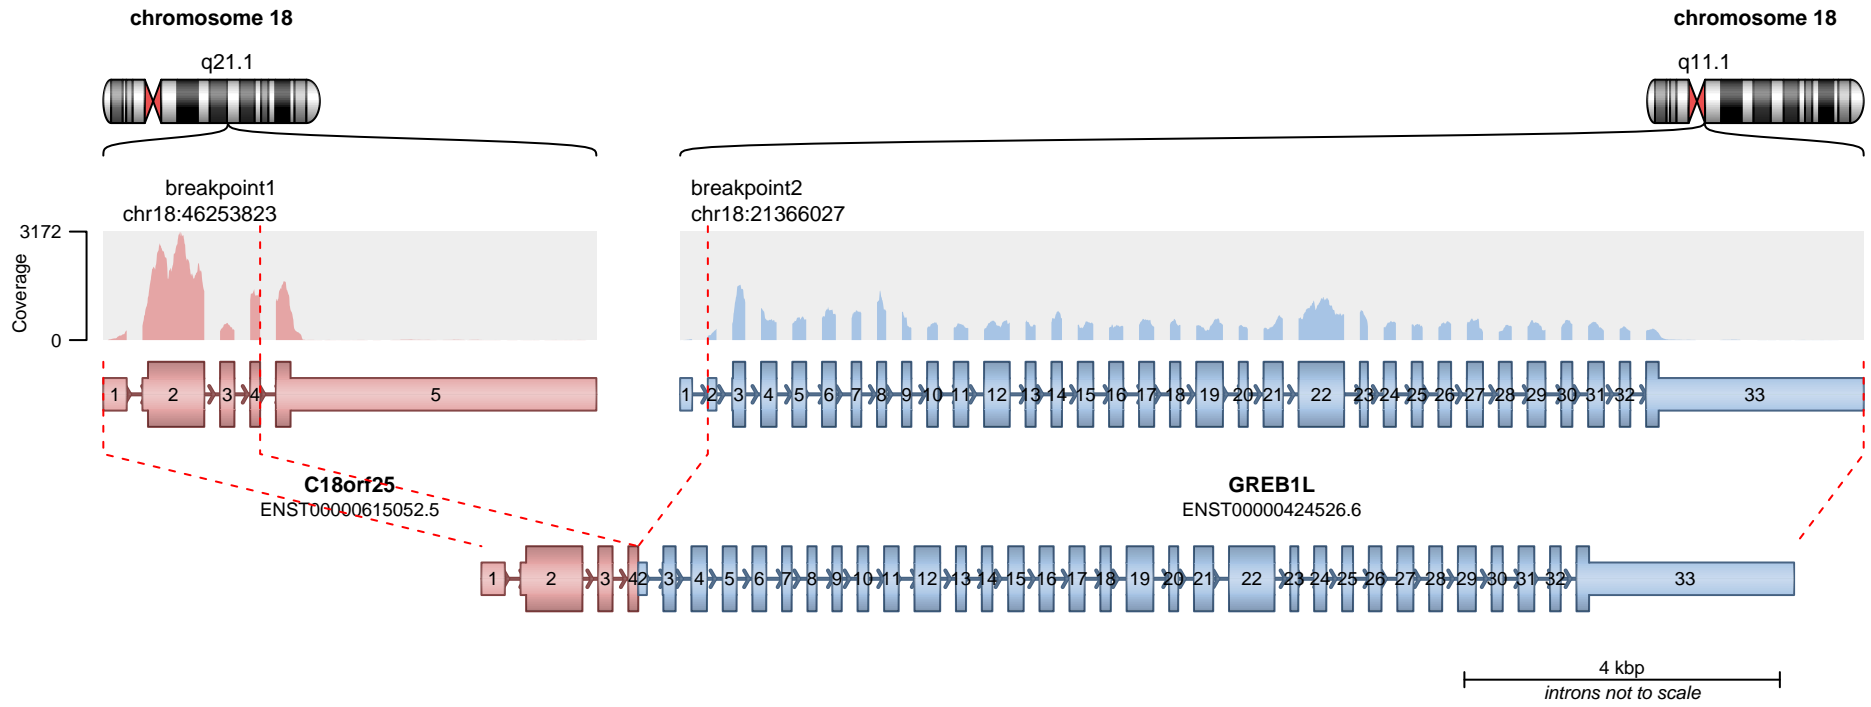 chromosome 18
chromosome 18
q21.1
q11.1
breakpoint1
chr18:46253823
breakpoint2
chr18:21366027
3172
Coverage
0
1 2 3 4 5
1 2 3 4 5 6 7 8 9 10 11 12 13 14 15 16 17 18 19 20 21 22 23 24 25 26 27 28 29 30 31 32 33
C18orf25
ENST00000615052.5
GREB1L
ENST00000424526.6
1 2 3 4 2 3 4 5 6 7 8 9 10 11 12 13 14 15 16 17 18 19 20 21 22 23 24 25 26 27 28 29 30 31 32 33
4 kbp
introns not to scale